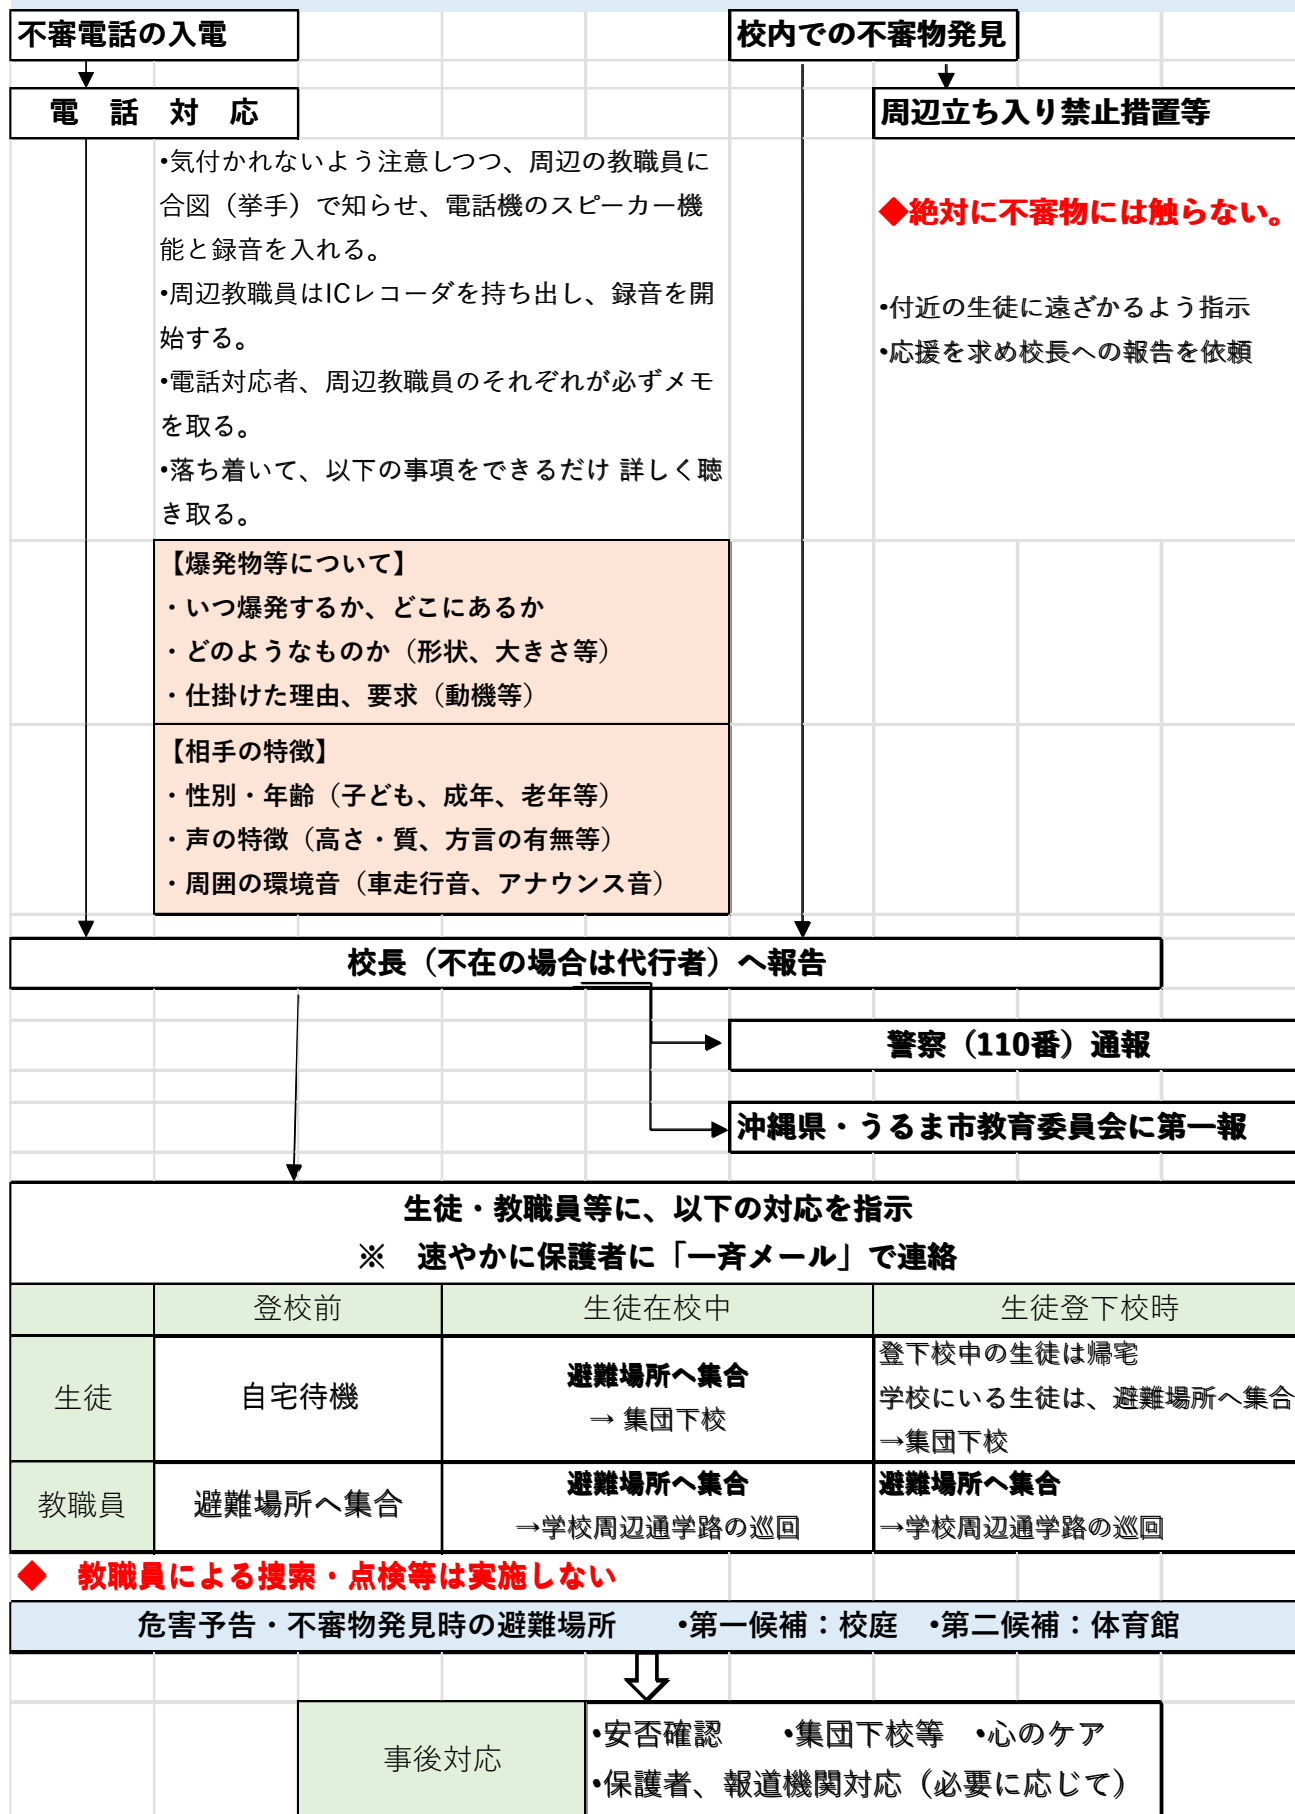 不審電話の入電
校内での不審物発見
電　話　対　応
周辺立ち入り禁止措置等
•気付かれないよう注意しつつ、周辺の教職員に
合図（挙手）で知らせ、電話機のスピーカー機
能と録音を入れる。
•周辺教職員はICレコーダを持ち出し、録音を開
始する。
•電話対応者、周辺教職員のそれぞれが必ずメモ
を取る。
•落ち着いて、以下の事項をできるだけ 詳しく聴
き取る。
◆絶対に不審物には触らない。
•付近の生徒に遠ざかるよう指示
•応援を求め校長への報告を依頼
【爆発物等について】
・いつ爆発するか、どこにあるか
・どのようなものか（形状、大きさ等）
・仕掛けた理由、要求（動機等）
【相手の特徴】
・性別・年齢（子ども、成年、老年等）
・声の特徴（高さ・質、方言の有無等）
・周囲の環境音（車走行音、アナウンス音）
校長（不在の場合は代行者）へ報告
警察（110番）通報
沖縄県・うるま市教育委員会に第一報
生徒・教職員等に、以下の対応を指示
※　速やかに保護者に「一斉メール」で連絡
登校前
生徒在校中
生徒登下校時
生徒
自宅待機
避難場所へ集合
→ 集団下校
登下校中の生徒は帰宅
学校にいる生徒は、避難場所へ集合
→集団下校
教職員
避難場所へ集合
避難場所へ集合
→学校周辺通学路の巡回
避難場所へ集合
→学校周辺通学路の巡回
◆　教職員による捜索・点検等は実施しない
危害予告・不審物発見時の避難場所　　•第一候補：校庭　•第二候補：体育館
事後対応
•安否確認　　•集団下校等　•心のケア
•保護者、報道機関対応（必要に応じて）